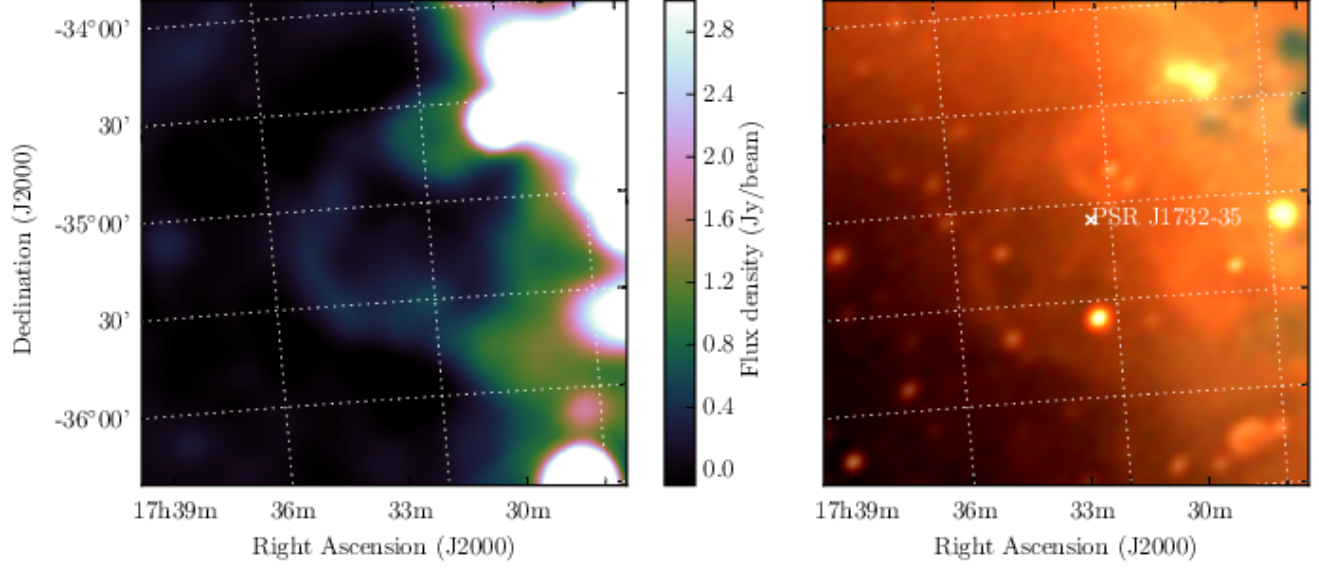 -34°00'
30'
-35°00'
30'
-36°00'
Declination (J2000)
17h39m
36m
33m
30m
Right Ascension (J2000)
2.8
2.4
2.0
1.6
1.2
0.8
0.4
0.0
Flux density (Jy/beam)
PSR J1732-35
17h39m
36m
33m
30m
Right Ascension (J2000)